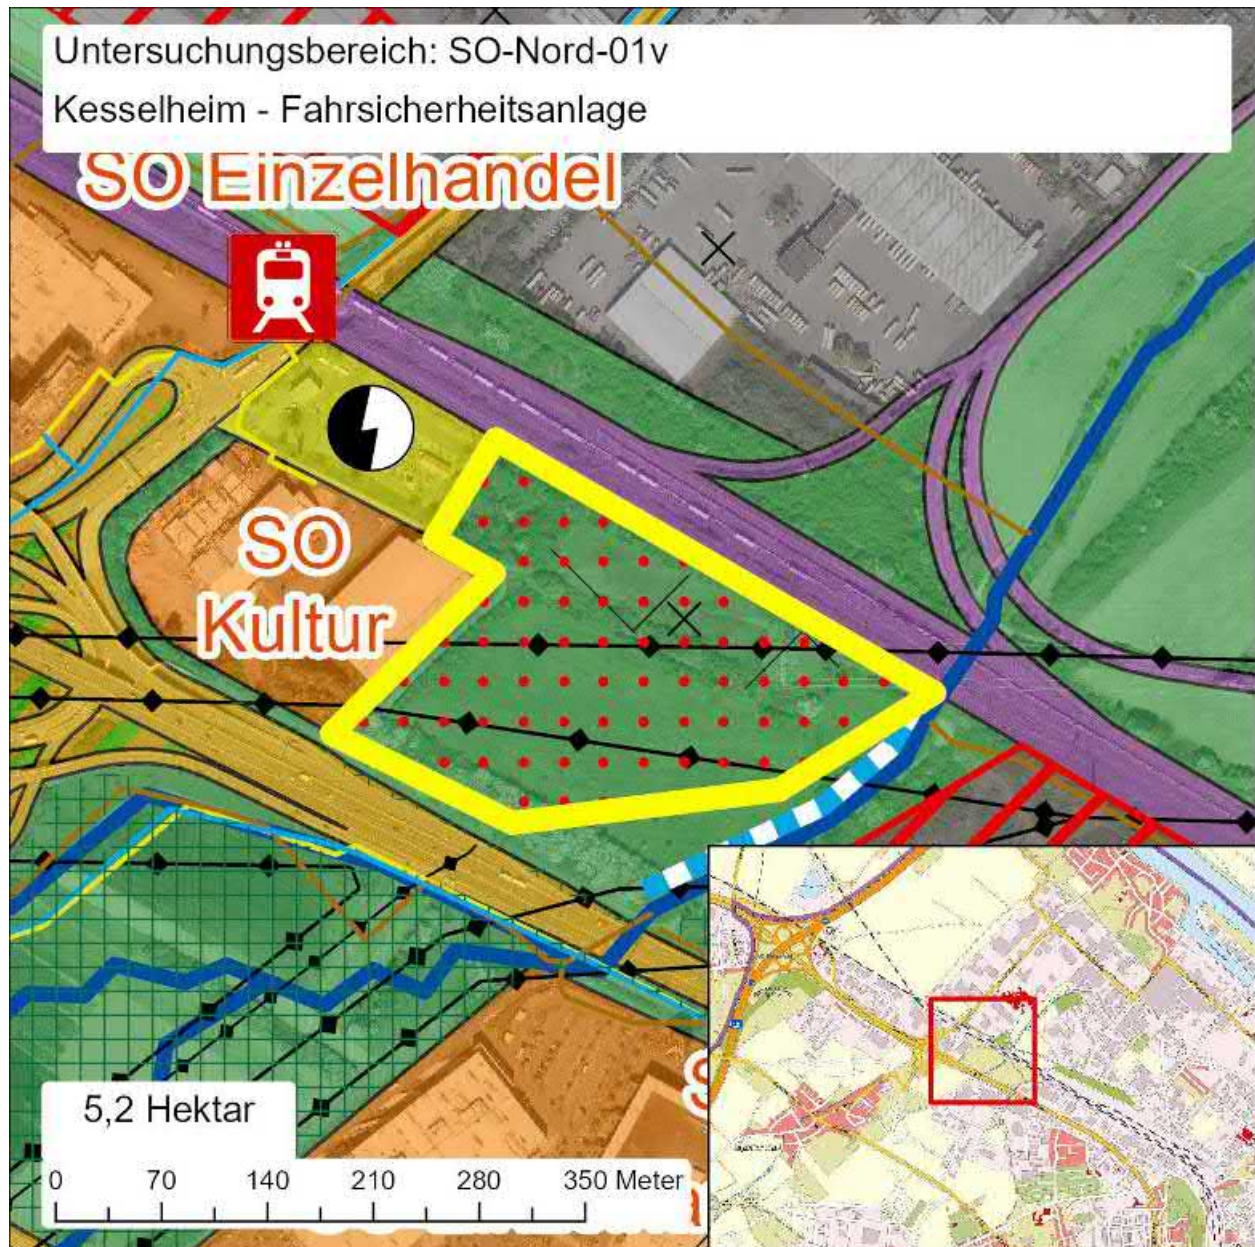 Untersuchungsbereich: SO-Nord-01v
Kesselheim - Fahrsicherheitsanlage
SO Einzelhandel
SO
Kultur
5,2 Hektar
0 70 140 210 280 350 Meter